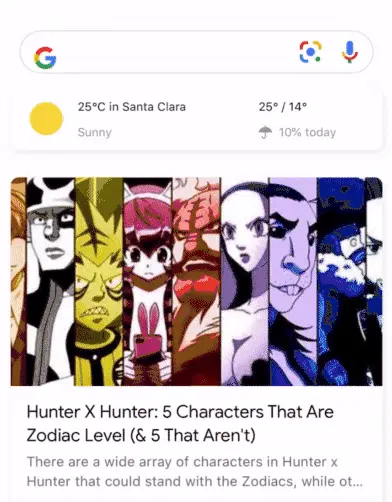 25°C in Santa Clara
25° / 14°
Sunny
10% today
Hunter X Hunter: 5 Characters That Are
Zodiac Level (& 5 That Aren't)
There are a wide array of characters in Hunter x
Hunter that could stand with the Zodiacs, while ot...